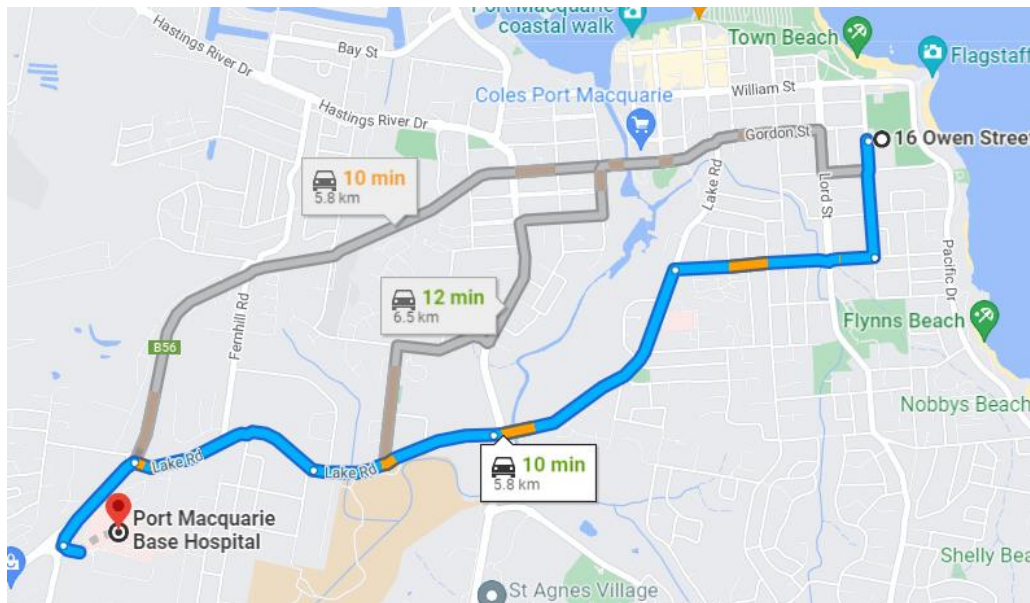 Port Macquarie
coastal walk
Town Beach
Flagstaff
Hastings River Dr
Bay St
William St
Coles Port Macquarie
Hastings River Dr
Gordon St
16 Owen Street
10 min
5.8 km
Lake Rd
Lord St
12 min
6.5 km
Pacific Dr
Fernhill Rd
Flynns Beach
B56
Nobbys Beach
Lake Rd
Lake Rd
10 min
5.8 km
Port Macquarie
Base Hospital
Shelly Bea
St Agnes Village